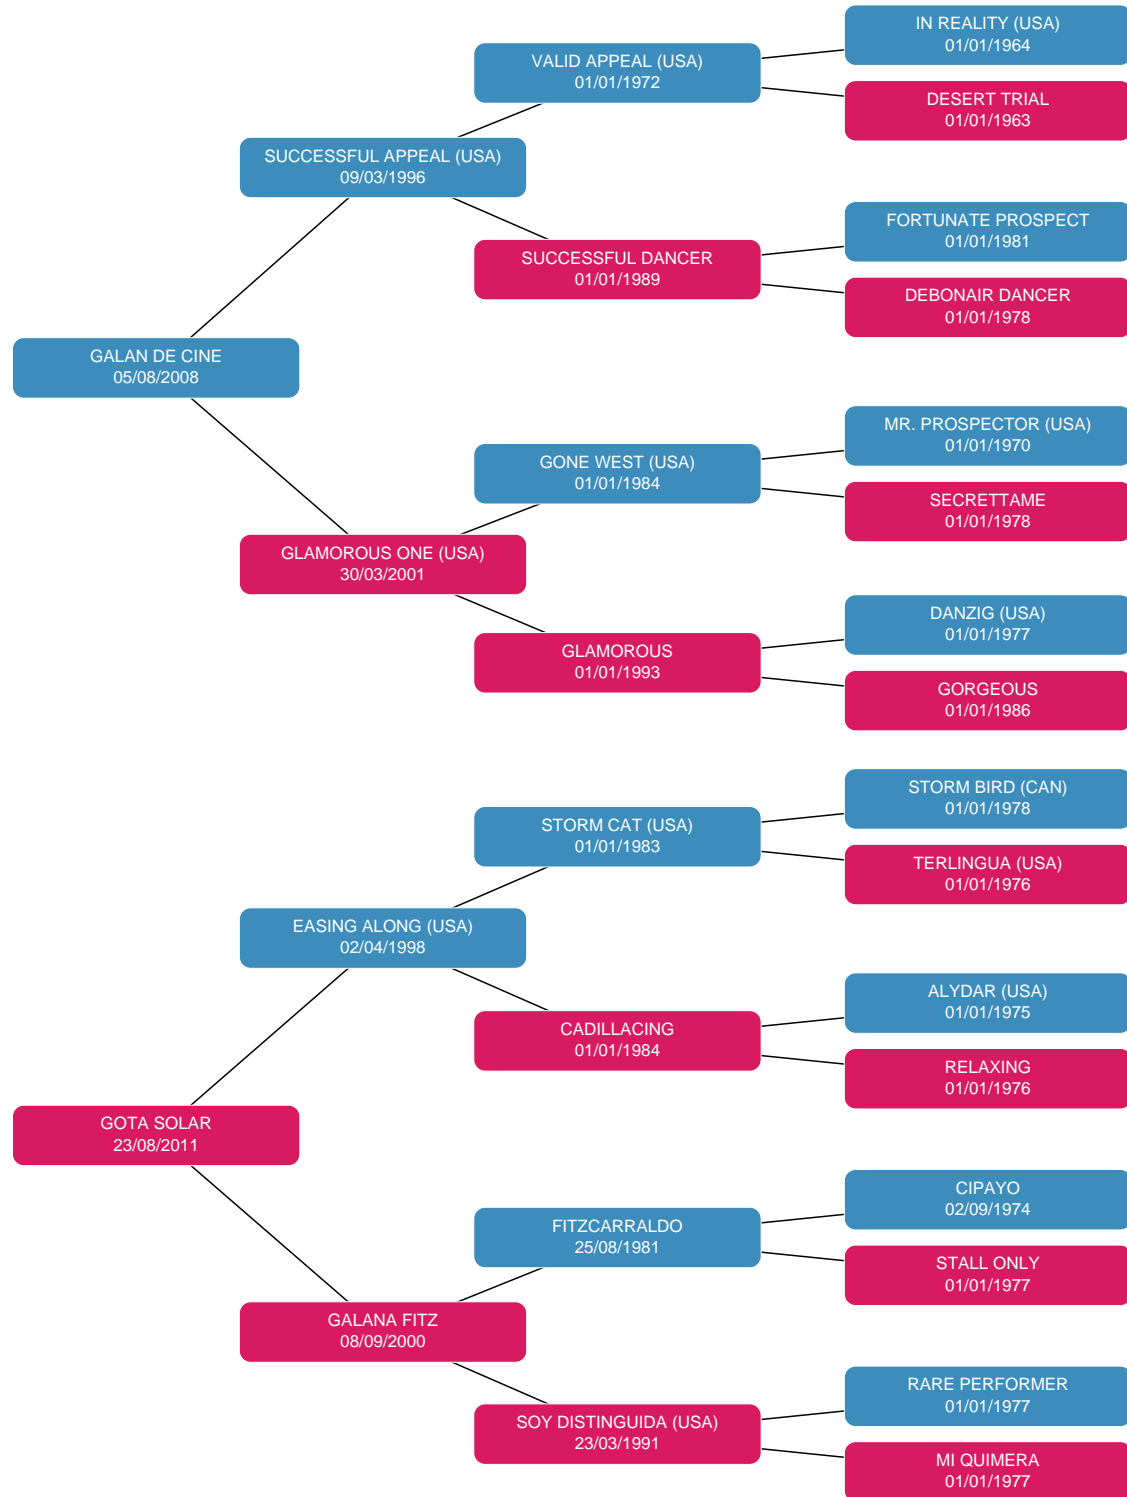 IN REALITY (USA)
01/01/1964
VALID APPEAL (USA)
01/01/1972
DESERT TRIAL
01/01/1963
SUCCESSFUL APPEAL (USA)
09/03/1996
FORTUNATE PROSPECT
01/01/1981
SUCCESSFUL DANCER
01/01/1989
DEBONAIR DANCER
01/01/1978
GALAN DE CINE
05/08/2008
MR. PROSPECTOR (USA)
01/01/1970
GONE WEST (USA)
01/01/1984
SECRETTAME
01/01/1978
GLAMOROUS ONE (USA)
30/03/2001
DANZIG (USA)
01/01/1977
GLAMOROUS
01/01/1993
GORGEOUS
01/01/1986
STORM BIRD (CAN)
01/01/1978
STORM CAT (USA)
01/01/1983
TERLINGUA (USA)
01/01/1976
EASING ALONG (USA)
02/04/1998
ALYDAR (USA)
01/01/1975
CADILLACING
01/01/1984
RELAXING
01/01/1976
GOTA SOLAR
23/08/2011
CIPAYO
02/09/1974
FITZCARRALDO
25/08/1981
STALL ONLY
01/01/1977
GALANA FITZ
08/09/2000
RARE PERFORMER
01/01/1977
SOY DISTINGUIDA (USA)
23/03/1991
MI QUIMERA
01/01/1977